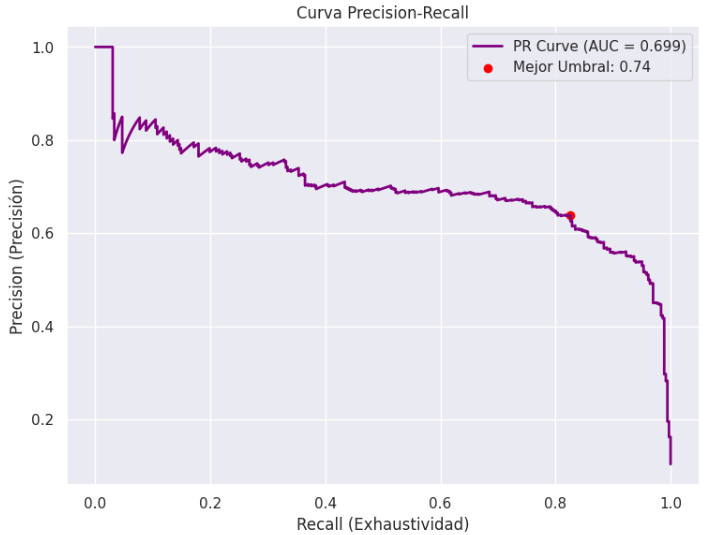 Curva Precision-Recall
PR Curve (AUC = 0.699)
Mejor Umbral: 0.74
1.0
0.8
0.6
0.4
0.2
Precision (Precisión)
0.0 0.2 0.4 0.6 0.8 1.0
Recall (Exhaustividad)